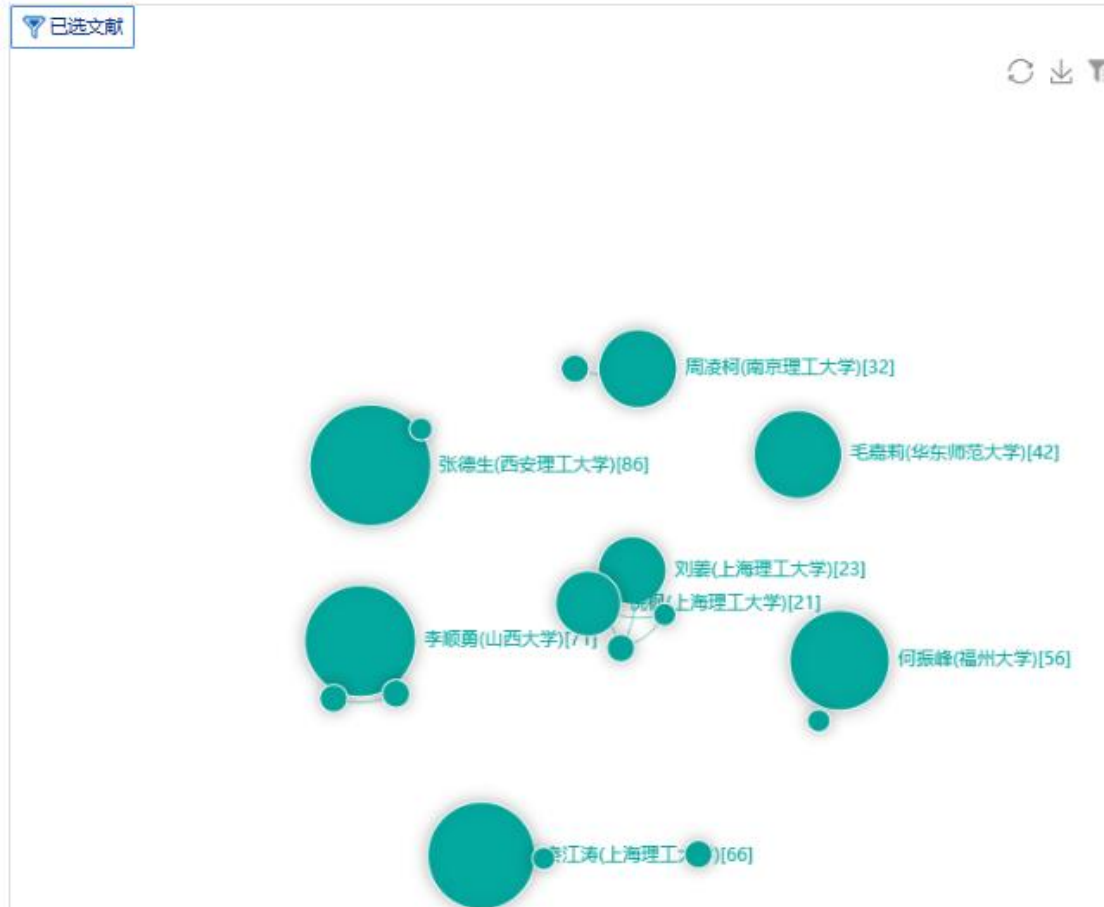 已选文献
周凌柯(南京理工大学)[32]
毛嘉莉(华东师范大学)[42]
张德生(西安理工大学)[86]
刘姜(上海理工大学)[23]
(上海理工大学)[21]
李顺勇(山西大学)[71]
何振峰(福州大学)[56]
江涛(上海理工)[66]